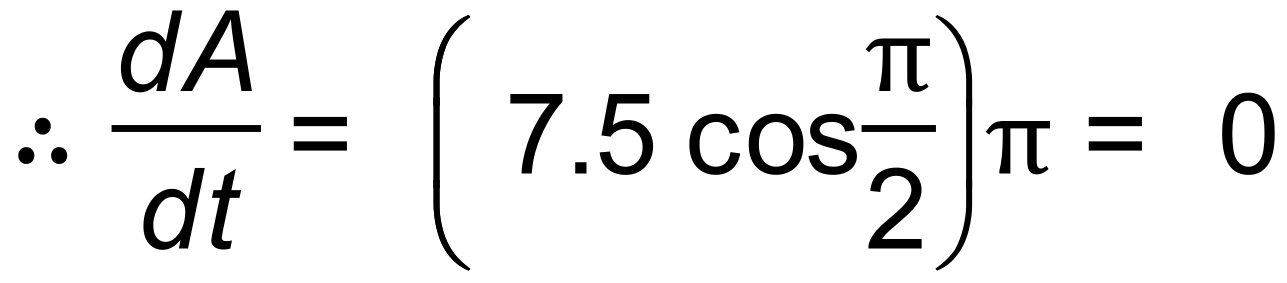 ∴ dA/dt = (7.5 cos π/2) π = 0